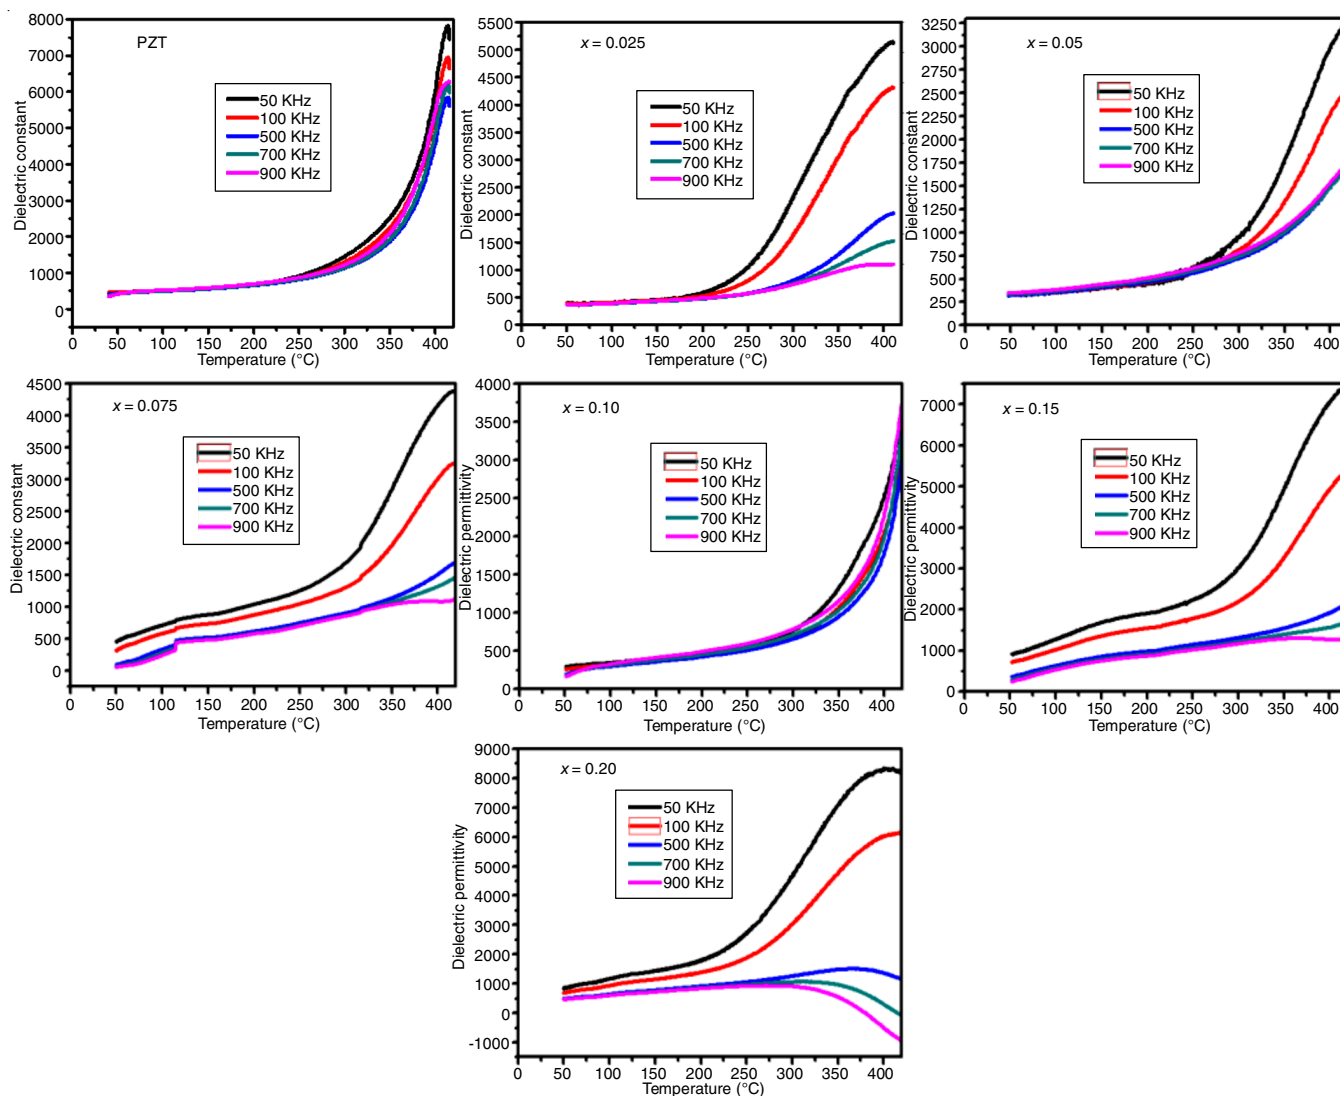 PZT
50 KHz
100 KHz
500 KHz
700 KHz
900 KHz
8000
7000
6000
5000
4000
3000
2000
1000
0
0 50 100 150 200 250 300 350 400
Dielectric constant
Temperature (°C)
x = 0.025
50 KHz
100 KHz
500 KHz
700 KHz
900 KHz
5500
5000
4500
4000
3500
3000
2500
2000
1500
1000
500
0
0 50 100 150 200 250 300 350 400
Dielectric constant
Temperature (°C)
x = 0.05
50 KHz
100 KHz
500 KHz
700 KHz
900 KHz
3250
3000
2750
2500
2250
2000
1750
1500
1250
1000
750
500
250
0
0 50 100 150 200 250 300 350 400
Dielectric constant
Temperature (°C)
x = 0.075
50 KHz
100 KHz
500 KHz
700 KHz
900 KHz
4500
4000
3500
3000
2500
2000
1500
1000
500
0
0 50 100 150 200 250 300 350 400
Dielectric constant
Temperature (°C)
x = 0.10
50 KHz
100 KHz
500 KHz
700 KHz
900 KHz
4000
3500
3000
2500
2000
1500
1000
500
0
0 50 100 150 200 250 300 350 400
Dielectric permittivity
Temperature (°C)
x = 0.15
50 KHz
100 KHz
500 KHz
700 KHz
900 KHz
7000
6000
5000
4000
3000
2000
1000
0
0 50 100 150 200 250 300 350 400
Dielectric permittivity
Temperature (°C)
x = 0.20
50 KHz
100 KHz
500 KHz
700 KHz
900 KHz
9000
8000
7000
6000
5000
4000
3000
2000
1000
0
-1000
0 50 100 150 200 250 300 350 400
Dielectric permittivity
Temperature (°C)